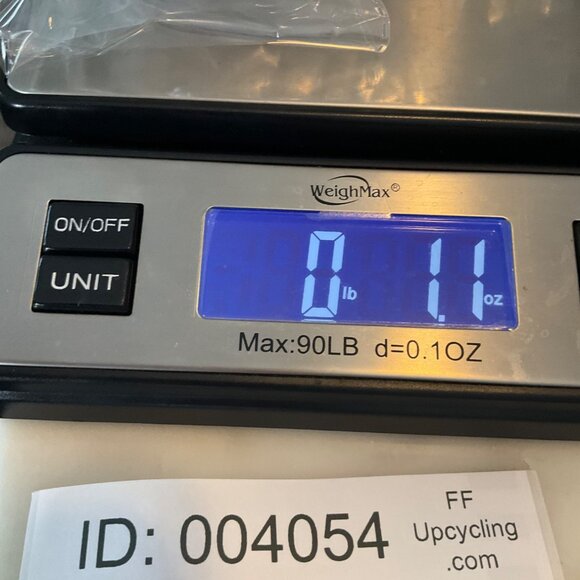 WeighMax®
ON/OFF
UNIT
0 lb 1.1 oz
Max:90LB d=0.1OZ
ID: 004054
FF
Upcycling
.com